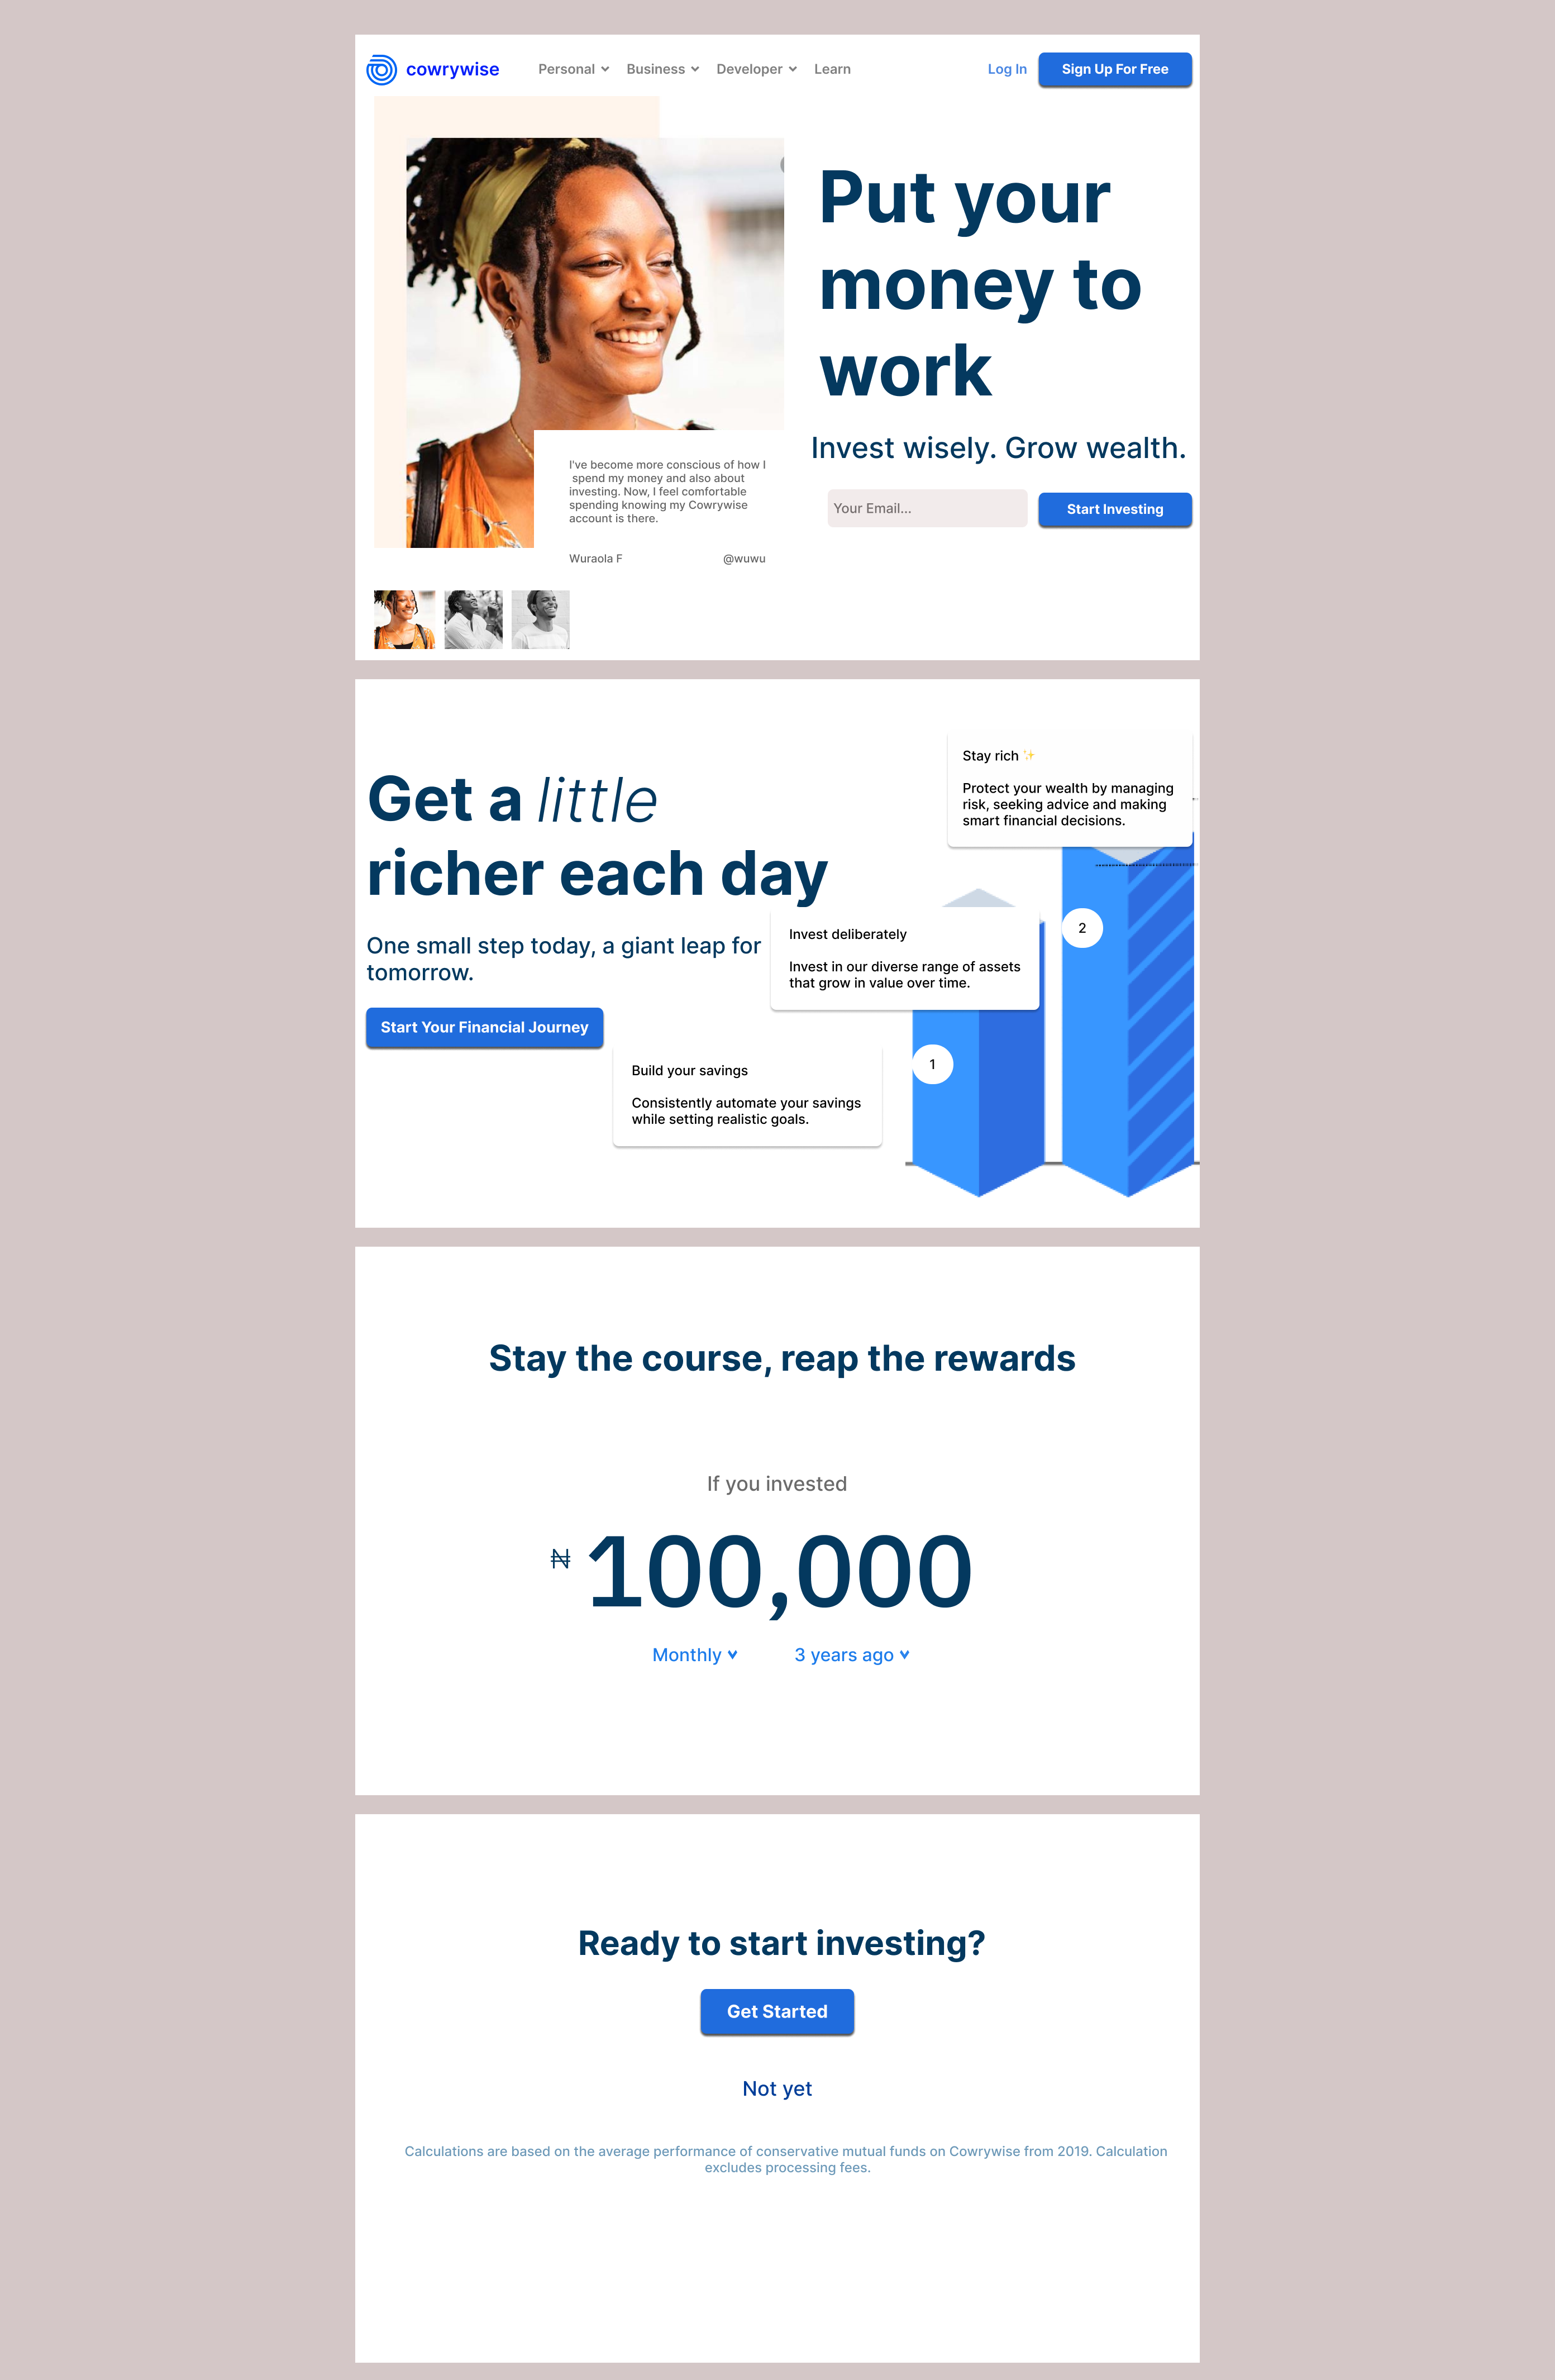 cowrywise
Personal
Business
Developer
Learn
Log In
Sign Up For Free
Put your
money to
work
Invest wisely. Grow wealth.
Your Email...
Start Investing
I've become more conscious of how I
spend my money and also about
investing. Now, I feel comfortable
spending knowing my Cowrywise
account is there.
Wuraola F
@wuwu
Get a little
richer each day
One small step today, a giant leap for
tomorrow.
Start Your Financial Journey
Stay rich ✨
Protect your wealth by managing
risk, seeking advice and making
smart financial decisions.
2
Invest deliberately
Invest in our diverse range of assets
that grow in value over time.
1
Build your savings
Consistently automate your savings
while setting realistic goals.
Stay the course, reap the rewards
If you invested
₦ 100,000
Monthly
3 years ago
Ready to start investing?
Get Started
Not yet
Calculations are based on the average performance of conservative mutual funds on Cowrywise from 2019. Calculation
excludes processing fees.